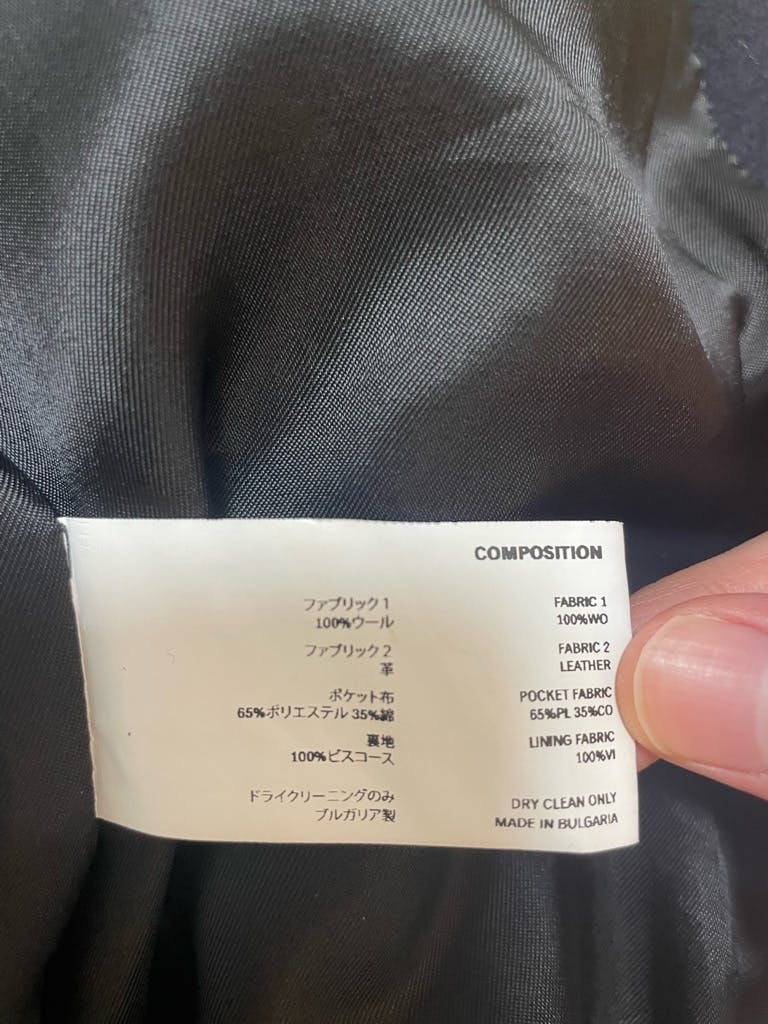 COMPOSITION
ファブリック1
100%ウール
ファブリック2
革
ポケット布
65%ポリエステル 35%綿
裏地
100%ビスコース
ドライクリーニングのみ
ブルガリア製
FABRIC 1
100%WO
FABRIC 2
LEATHER
POCKET FABRIC
65%PL 35%CO
LINING FABRIC
100%VI
DRY CLEAN ONLY
MADE IN BULGARIA